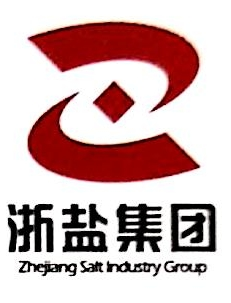 浙盐集团
Zhejiang Salt Industry Group